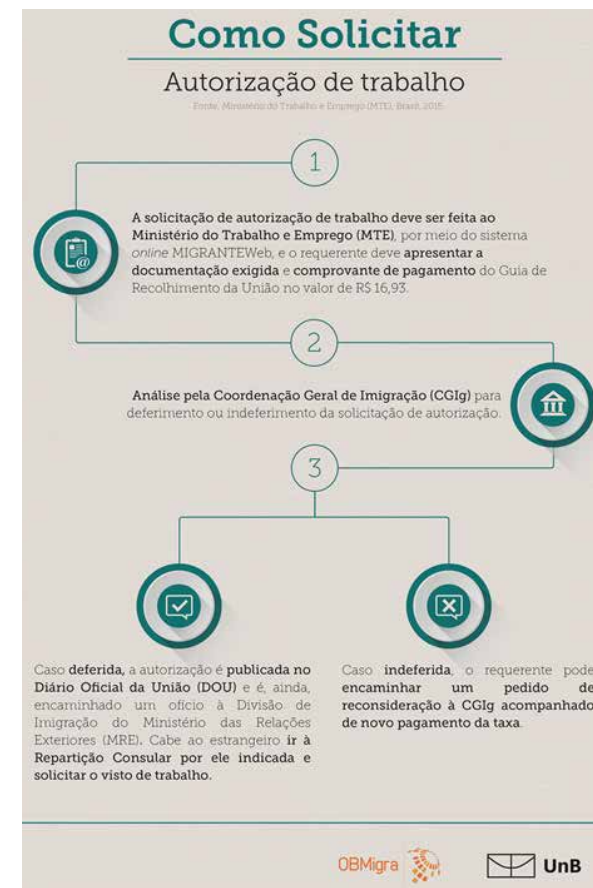 Como Solicitar
Autorização de trabalho
Fonte: Ministério do Trabalho e Emprego (MTE), Brasil, 2015
1
A solicitação de autorização de trabalho deve ser feita ao
Ministério do Trabalho e Emprego (MTE), por meio do sistema
online MIGRANTEWeb, e o requerente deve apresentar a
documentação exigida e comprovante de pagamento do Guia de
Recolhimento da União no valor de R$ 16,93.
2
Análise pela Coordenação Geral de Imigração (CGIg) para
deferimento ou indeferimento da solicitação de autorização.
3
Caso deferida, a autorização é publicada no
Diário Oficial da União (DOU) e é, ainda,
encaminhado um ofício à Divisão de
Imigração do Ministério das Relações
Exteriores (MRE). Cabe ao estrangeiro ir à
Repartição Consular por ele indicada e
solicitar o visto de trabalho.
Caso indeferida, o requerente pode
encaminhar um pedido de
reconsideração à CGIg acompanhado
de novo pagamento da taxa.
OBMigra
UnB